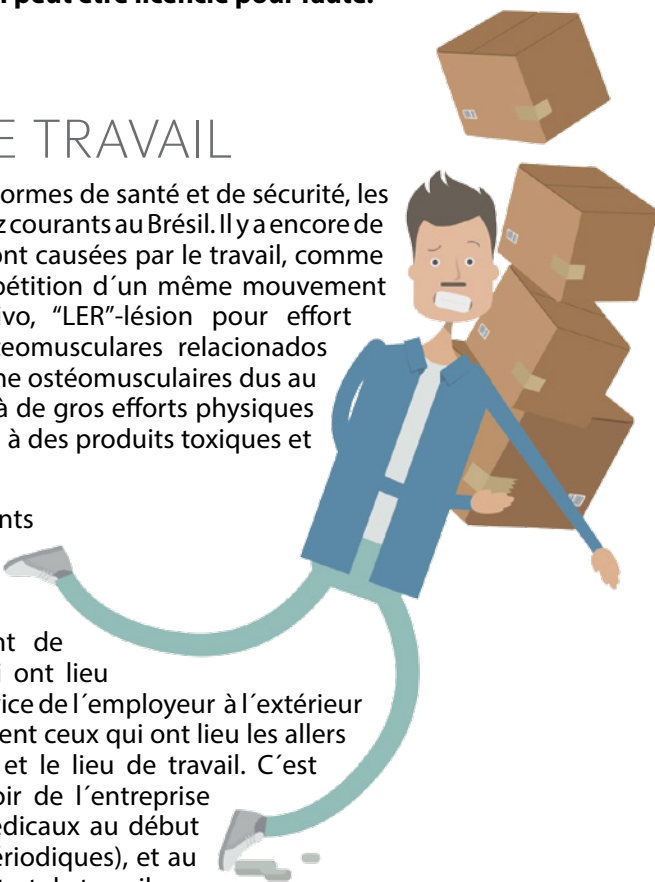 peut être licencié pour faute.
E TRAVAIL
ormes de santé et de sécurité, les
z courants au Brésil. Il y a encore de
ont causées par le travail, comme
pétition d´un même mouvement
ivo, “LER”-lésion pour effort
teomusculares relacionados
ne ostéomusculaires dus au
à de gros efforts physiques
à des produits toxiques et
nts
nt de
i ont lieu
vice de l´employeur à l´extérieur
ent ceux qui ont lieu les allers
et le lieu de travail. C´est
oir de l´entreprise
édicaux au début
ériodiques), et au